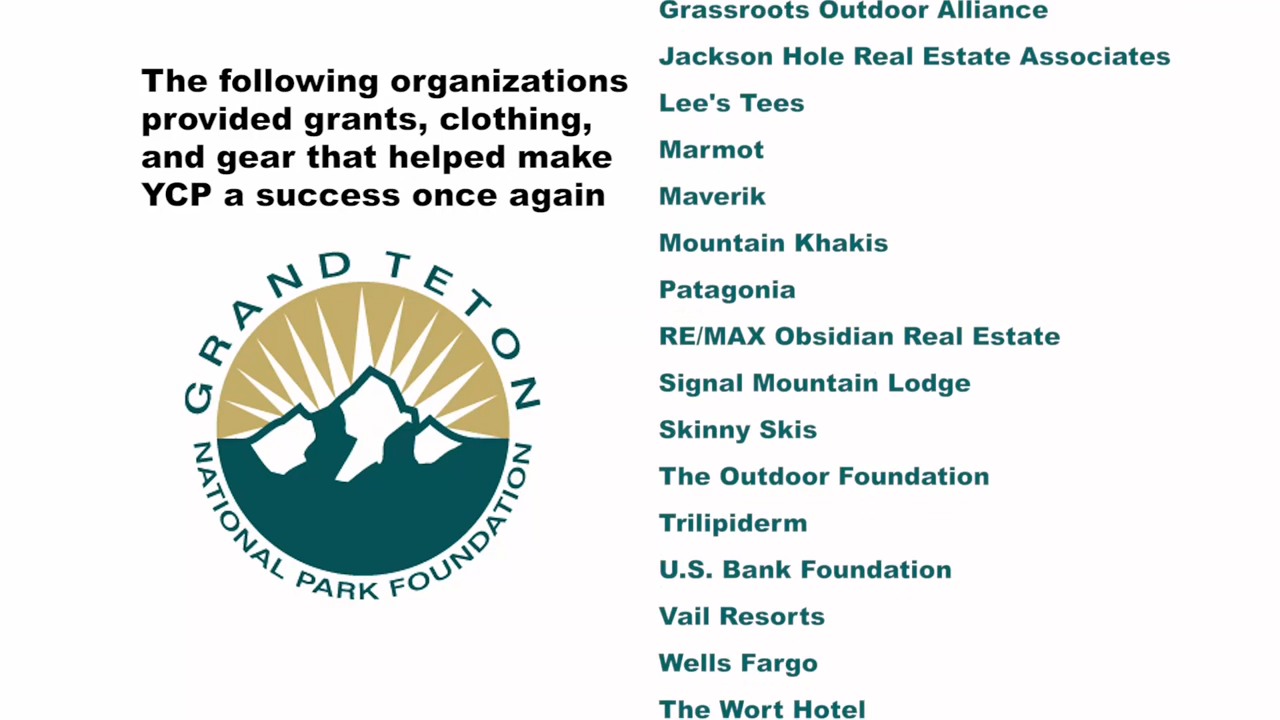 The following organizations
provided grants, clothing,
and gear that helped make
YCP a success once again
GRAND TETON
NATIONAL PARK FOUNDATION
Grassroots Outdoor Alliance
Jackson Hole Real Estate Associates
Lee's Tees
Marmot
Maverik
Mountain Khakis
Patagonia
RE/MAX Obsidian Real Estate
Signal Mountain Lodge
Skinny Skis
The Outdoor Foundation
Trilipiderm
U.S. Bank Foundation
Vail Resorts
Wells Fargo
The Wort Hotel